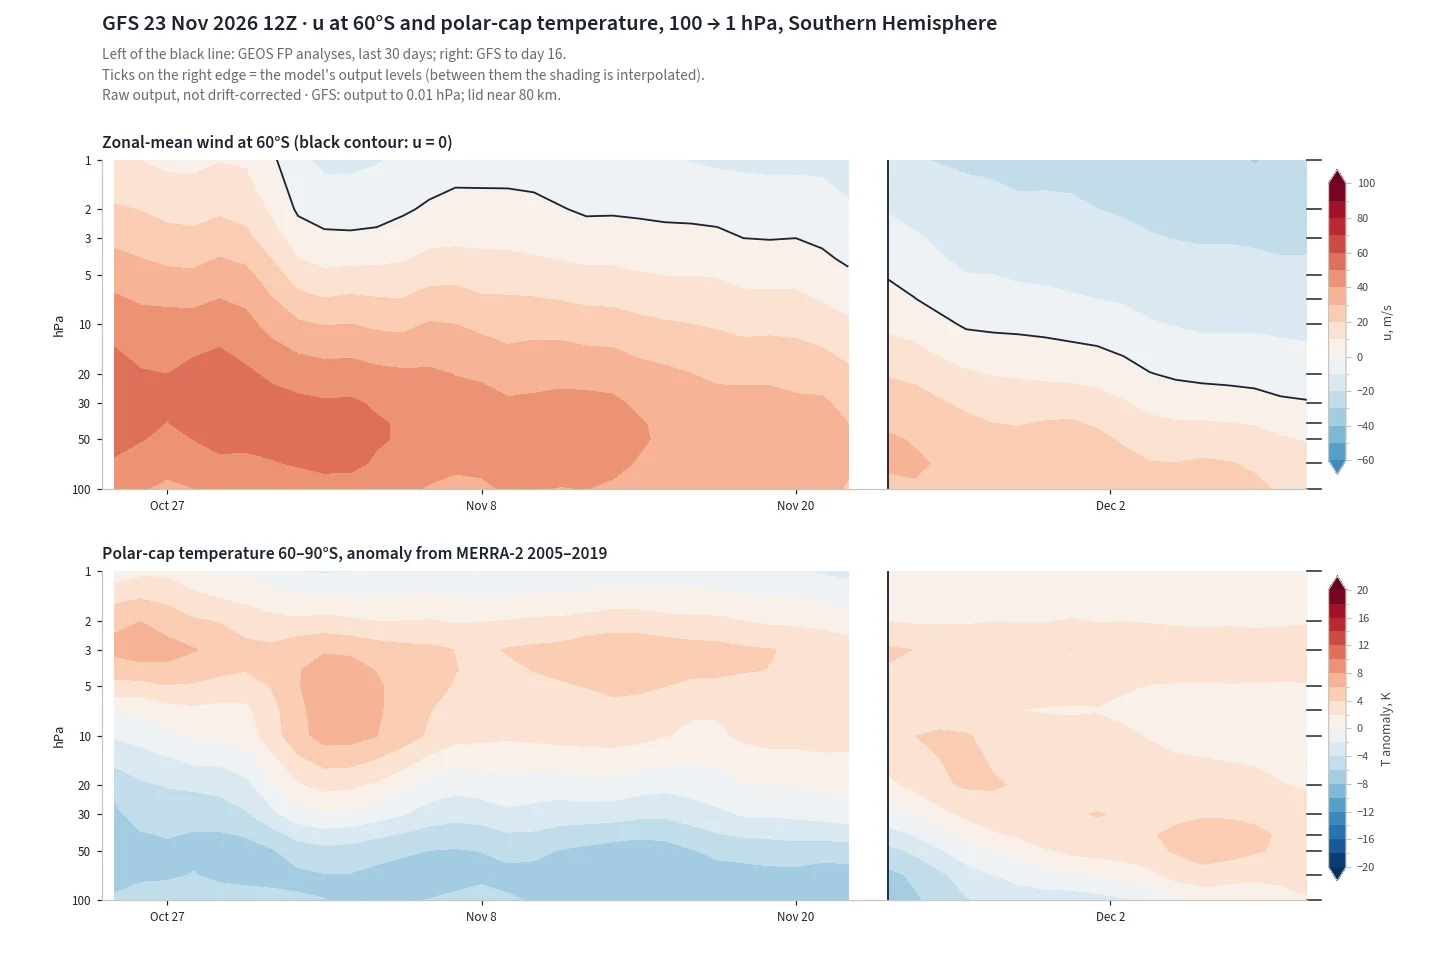 GFS 23 Nov 2026 12Z · u at 60°S and polar-cap temperature, 100 → 1 hPa, Southern Hemisphere
Left of the black line: GEOS FP analyses, last 30 days; right: GFS to day 16.
Ticks on the right edge = the model's output levels (between them the shading is interpolated).
Raw output, not drift-corrected · GFS: output to 0.01 hPa; lid near 80 km.
Zonal-mean wind at 60°S (black contour: u = 0)
1
2
3
5
10
20
30
50
100
hPa
Oct 27
Nov 8
Nov 20
Dec 2
100
80
60
40
20
0
−20
−40
−60
u, m/s
Polar-cap temperature 60–90°S, anomaly from MERRA-2 2005–2019
1
2
3
5
10
20
30
50
100
hPa
Oct 27
Nov 8
Nov 20
Dec 2
20
16
12
8
4
0
−4
−8
−12
−16
−20
T anomaly, K